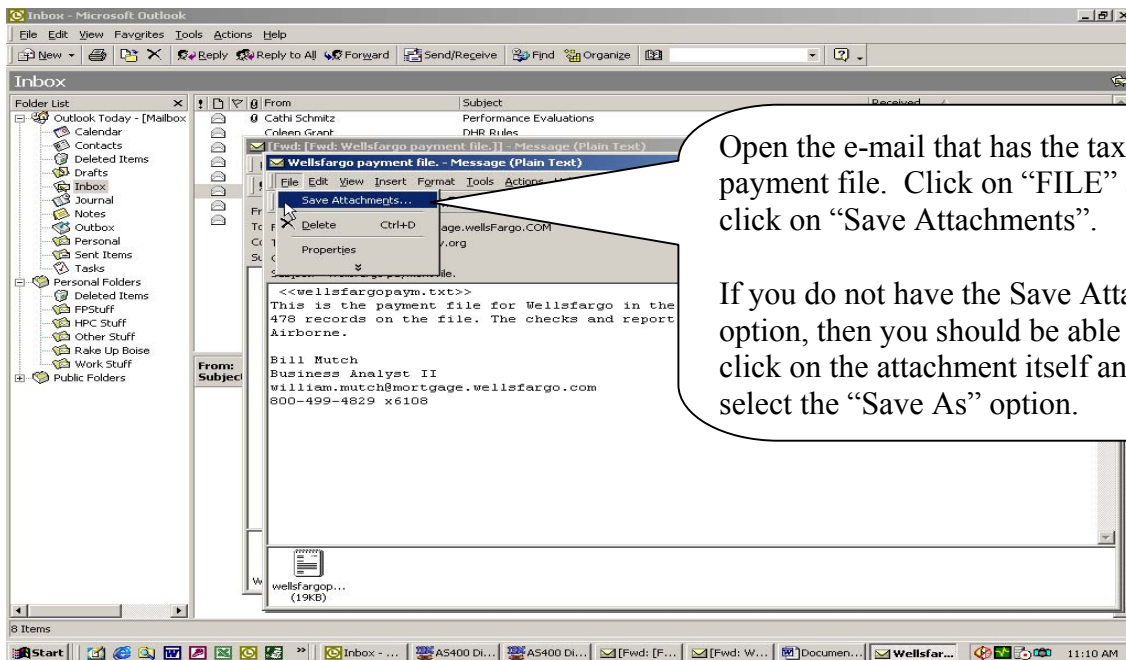 Inbox - Microsoft Outlook
File Edit View Favorites Tools Actions Help
New Reply Reply to All Forward Send/Receive Find Organize
Inbox
Folder List
Outlook Today - [Mailbox
Calendar
Contacts
Deleted Items
Drafts
Inbox
Journal
Notes
Outbox
Personal
Sent Items
Tasks
Personal Folders
Deleted Items
FPStuff
HPC Stuff
Other Stuff
Rake Up Boise
Work Stuff
Public Folders
! From Subject Received
Cathi Schmitz Performance Evaluations
Coleen Grant DHR Rules
[Fwd: [Fwd: Wellsfargo payment file.]] - Message (Plain Text)
Wellsfargo payment file. - Message (Plain Text)
File Edit View Insert Format Tools Actions
Save Attachments...
Delete Ctrl+D
Properties
age.wellsFargo.COM
.org
<<wellsfargopaym.txt>>
This is the payment file for Wellsfargo in the
478 records on the file. The checks and report
Airborne.
Bill Mutch
Business Analyst II
william.mutch@mortgage.wellsfargo.com
800-499-4829 x6108
From:
Subjec
wellsfargop...
(19KB)
Open the e-mail that has the tax
payment file. Click on “FILE”
click on “Save Attachments”.
If you do not have the Save Atta
option, then you should be able
click on the attachment itself an
select the “Save As” option.
8 Items
Start Inbox - ... AS400 Di... AS400 Di... [Fwd: [F... [Fwd: W... Documen... Wellsfar... 11:10 AM